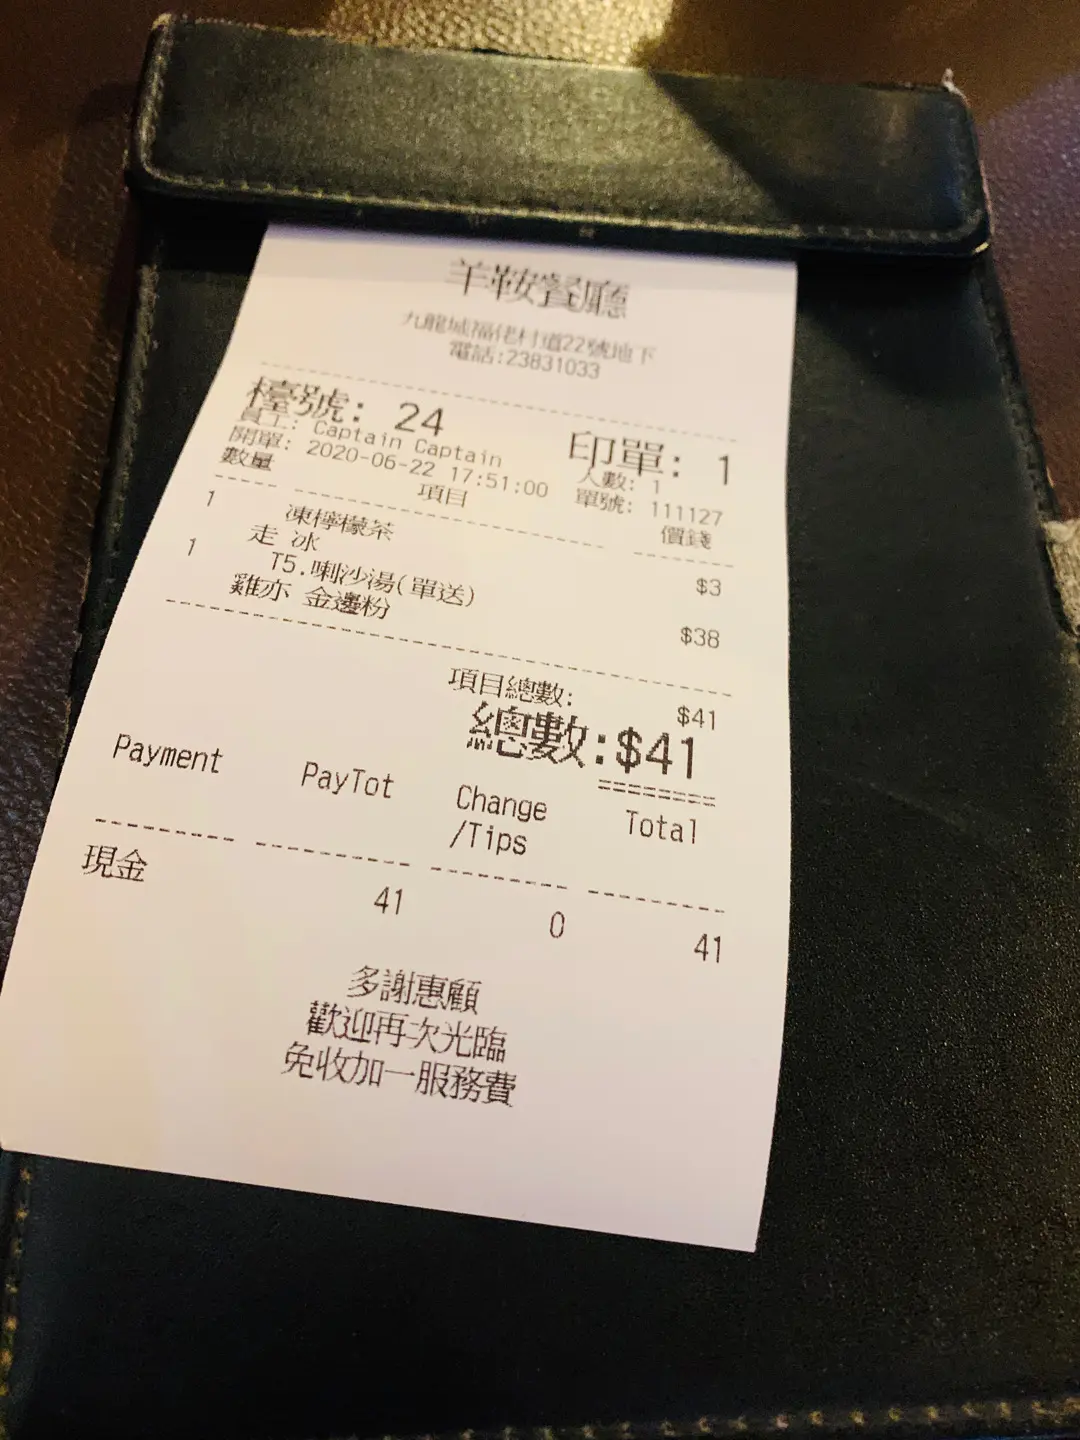 羊鞍餐廳
九龍城福佬村道22號地下
電話:23831033
檯號: 24 印單: 1
員工: Captain Captain 人數: 1
開單: 2020-06-22 17:51:00 單號: 111127
數量 項目 價錢
1 凍檸檬茶 $3
走 冰
1 T5.喇沙湯(單送) $38
雞亦 金邊粉
項目總數: $41
總數:$41
========
Payment PayTot Change Total
/Tips
現金 41 0 41
多謝惠顧
歡迎再次光臨
免收加一服務費